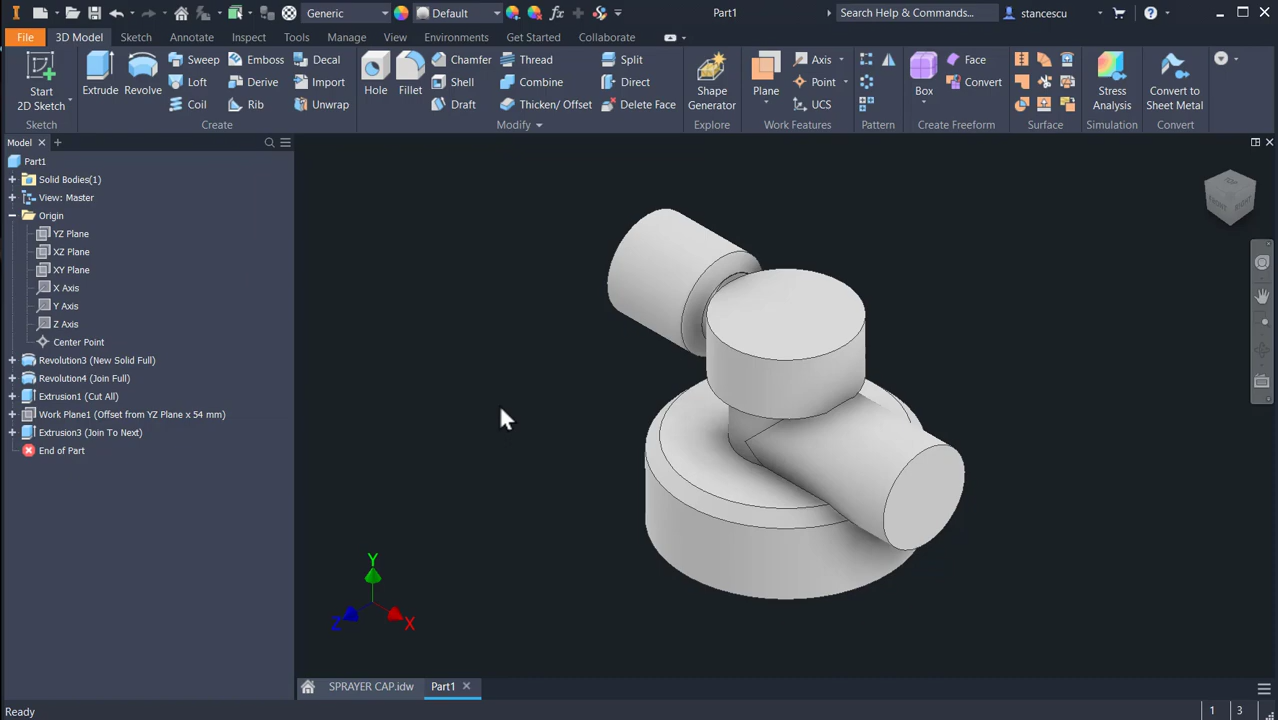 Generic
Default
Part1
Search Help & Commands...
stancescu
File
3D Model
Sketch
Annotate
Inspect
Tools
Manage
View
Environments
Get Started
Collaborate
Start
2D Sketch
Extrude
Revolve
Sweep
Loft
Coil
Emboss
Derive
Rib
Decal
Import
Unwrap
Hole
Fillet
Chamfer
Shell
Draft
Thread
Combine
Thicken/ Offset
Split
Direct
Delete Face
Shape
Generator
Plane
Axis
Point
UCS
Box
Face
Convert
Stress
Analysis
Convert to
Sheet Metal
Sketch
Create
Modify
Explore
Work Features
Pattern
Create Freeform
Surface
Simulation
Convert
Model
Part1
Solid Bodies(1)
View: Master
Origin
YZ Plane
XZ Plane
XY Plane
X Axis
Y Axis
Z Axis
Center Point
Revolution3 (New Solid Full)
Revolution4 (Join Full)
Extrusion1 (Cut All)
Work Plane1 (Offset from YZ Plane x 54 mm)
Extrusion3 (Join To Next)
End of Part
FRONT
RIGHT
Y
Z
X
SPRAYER CAP.idw
Part1
Ready
1
3